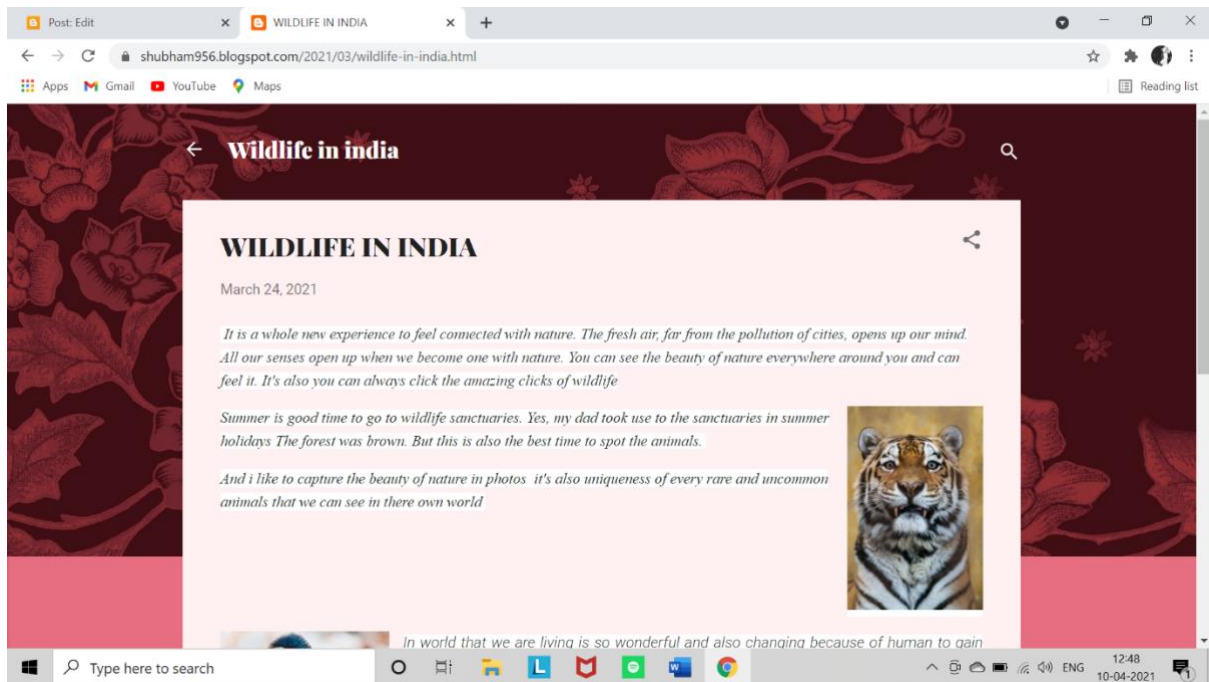 Post: Edit
WILDLIFE IN INDIA
shubham956.blogspot.com/2021/03/wildlife-in-india.html
Apps Gmail YouTube Maps
Reading list
Wildlife in india
WILDLIFE IN INDIA
March 24, 2021
It is a whole new experience to feel connected with nature. The fresh air, far from the pollution of cities, opens up our mind.
All our senses open up when we become one with nature. You can see the beauty of nature everywhere around you and can
feel it. It's also you can always click the amazing clicks of wildlife
Summer is good time to go to wildlife sanctuaries. Yes, my dad took use to the sanctuaries in summer
holidays The forest was brown. But this is also the best time to spot the animals.
And i like to capture the beauty of nature in photos it's also uniqueness of every rare and uncommon
animals that we can see in there own world
In world that we are living is so wonderful and also changing because of human to gain
Type here to search
L
W
ENG
12:48
10-04-2021
1